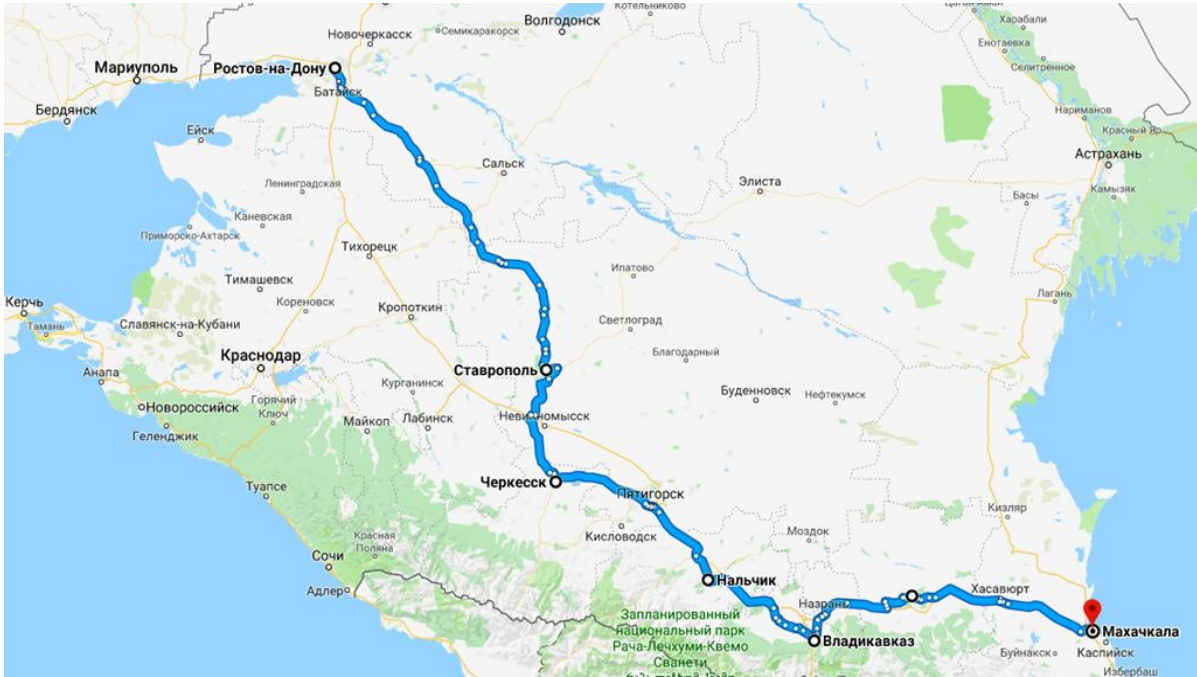 Цаган Аман
Котельниково
Харабали
Волгодонск
Семикаракорск
Новочеркасск
Енотаевка
Селитренное
Мариуполь
Ростов-на-Дону
Батайск
Бердянск
Нариманов
Ейск
Красный Яр
Сальск
Астрахань
Элиста
Камызяк
Ленинградская
Басы
Каневская
Приморско-Ахтарск
Тихорецк
Ипатово
Тимашевск
Лагань
Керчь
Кореновск
Кропоткин
Тамань
Славянск-на-Кубани
Светлоград
Краснодар
Благодарный
Ставрополь
Анапа
Курганинск
Буденновск
Нефтекумск
Горячий
Ключ
Новороссийск
Майкоп
Лабинск
Невинномысск
Геленджик
Черкесск
Туапсе
Пятигорск
Кизляр
Красная
Поляна
Кисловодск
Моздок
Сочи
Нальчик
Адлер
Назрань
Хасавюрт
Запланированный
национальный парк
Рача-Лечхуми-Квемо
Сванети
Владикавказ
Махачкала
Буйнакск
Каспийск
Избербаш